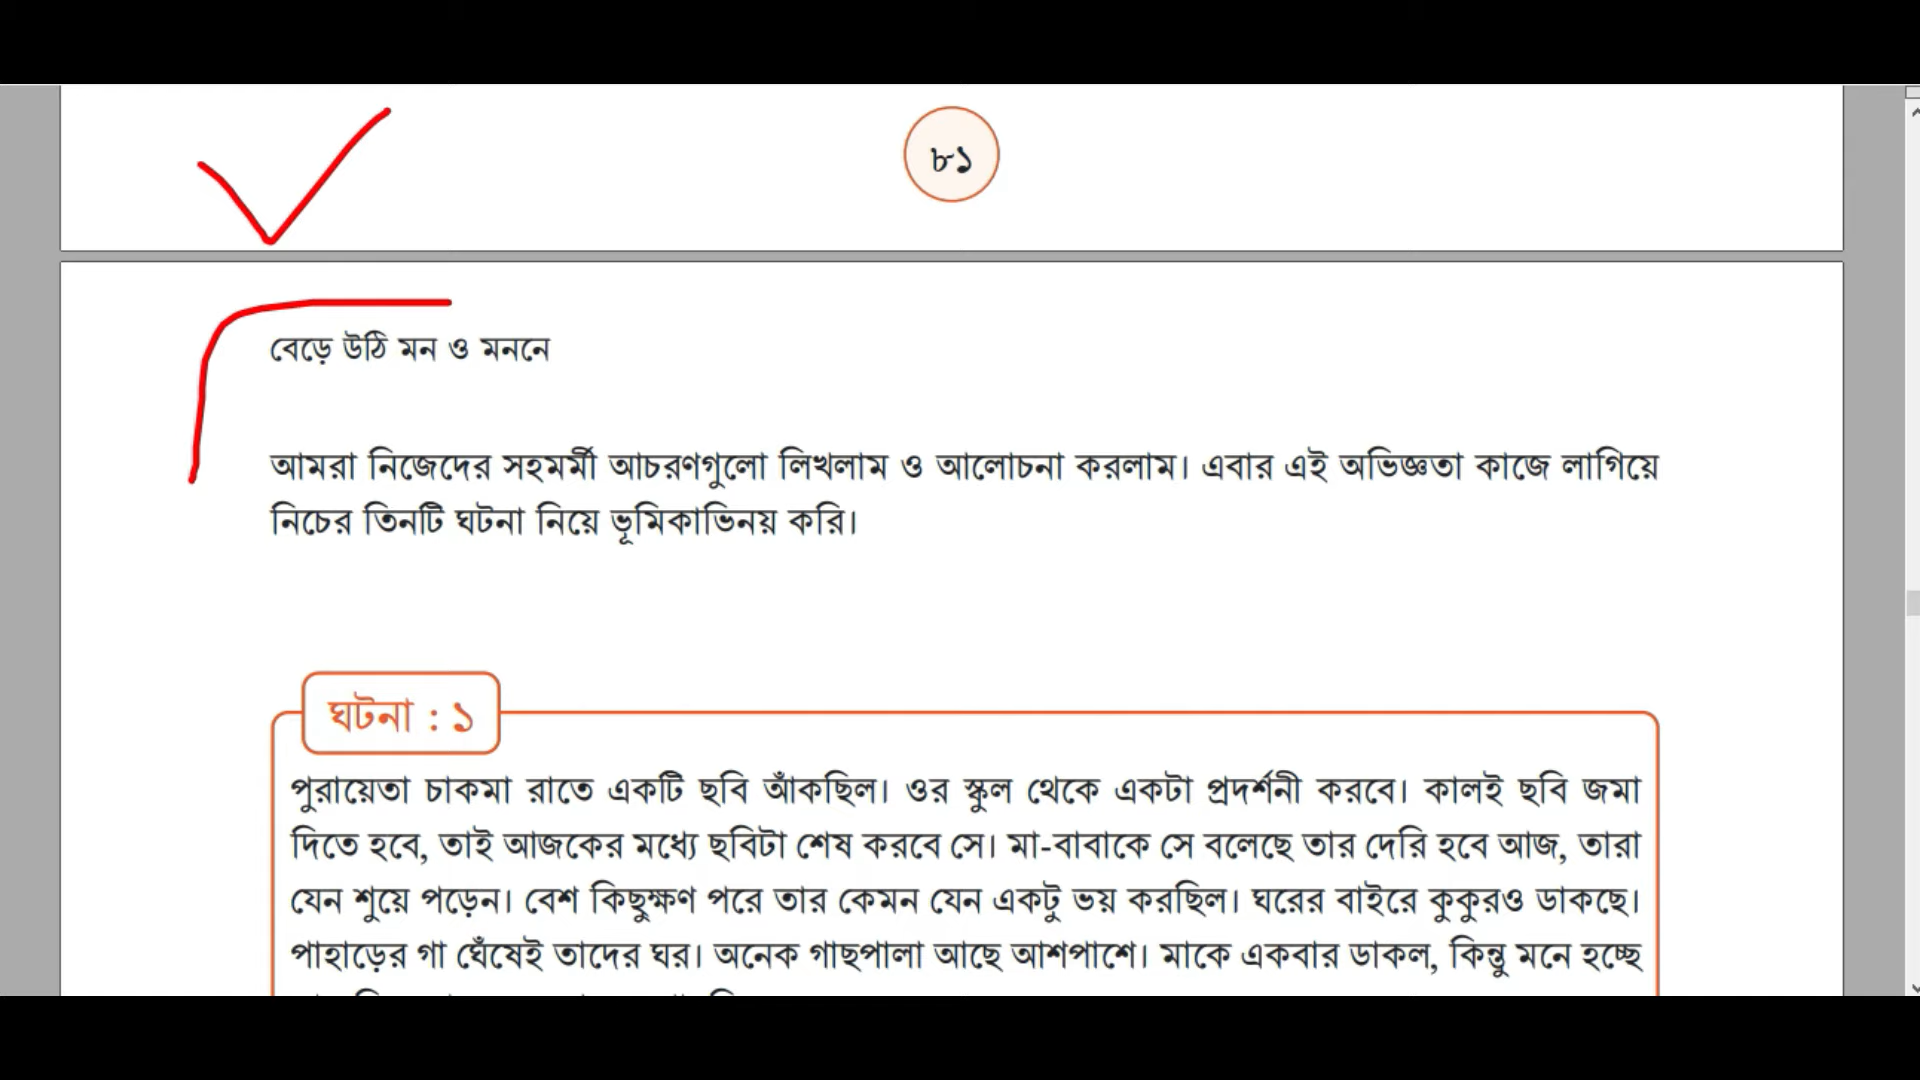 ৮১
বেড়ে উঠি মন ও মননে
আমরা নিজেদের সহমর্মী আচরণগুলো লিখলাম ও আলোচনা করলাম। এবার এই অভিজ্ঞতা কাজে লাগিয়ে
নিচের তিনটি ঘটনা নিয়ে ভূমিকাভিনয় করি।
ঘটনা : ১
পুরায়েতা চাকমা রাতে একটি ছবি আঁকছিল। ওর স্কুল থেকে একটা প্রদর্শনী করবে। কালই ছবি জমা
দিতে হবে, তাই আজকের মধ্যে ছবিটা শেষ করবে সে। মা-বাবাকে সে বলেছে তার দেরি হবে আজ, তারা
যেন শুয়ে পড়েন। বেশ কিছুক্ষণ পরে তার কেমন যেন একটু ভয় করছিল। ঘরের বাইরে কুকুরও ডাকছে।
পাহাড়ের গা ঘেঁষেই তাদের ঘর। অনেক গাছপালা আছে আশপাশে। মাকে একবার ডাকল, কিন্তু মনে হচ্ছে